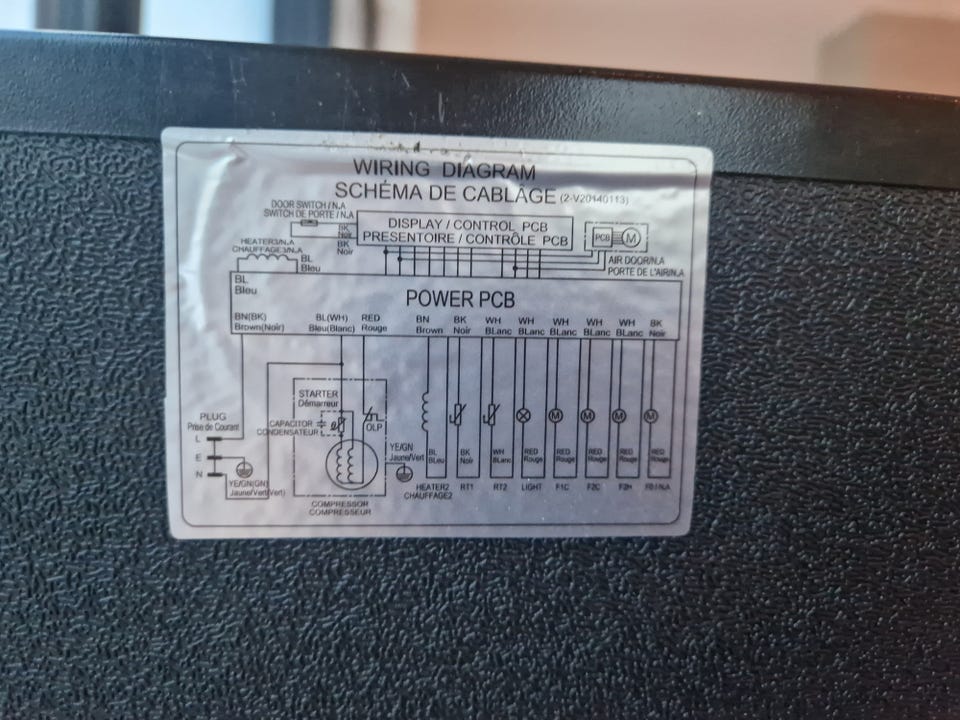 WIRING DIAGRAM
SCHÉMA DE CABLÂGE (2-V20140113)
DOOR SWITCH / N.A
SWITCH DE PORTE / N.A
BK
Noir
BK
Noir
DISPLAY / CONTROL PCB
PRESENTOIRE / CONTRÔLE PCB
PCB M
AIR DOOR/N.A
PORTE DE L'AIR/N.A
HEATER3/N.A
CHAUFFAGE3/N.A
BL
Bleu
BL
Bleu
POWER PCB
BN(BK) BL(WH) RED BN BK WH WH WH WH WH BK
Brown(Noir) Bleu(Blanc) Rouge Brown Noir BLanc BLanc BLanc BLanc BLanc Noir
STARTER
Démarreur
CAPACITOR
CONDENSATEUR
OLP
M M M M
PLUG
Prise de Courant
L
E
N
YE/GN(GN)
Jaune/Vert(Vert)
YE/GN
Jaune/Vert
BL BK WH RED RED RED RED RED
BLeu Noir BLanc Rouge Rouge Rouge Rouge Rouge
HEATER2 RT1 RT2 LIGHT F1C F2C F2H
CHAUFFAGE2
COMPRESSOR
COMPRESSEUR